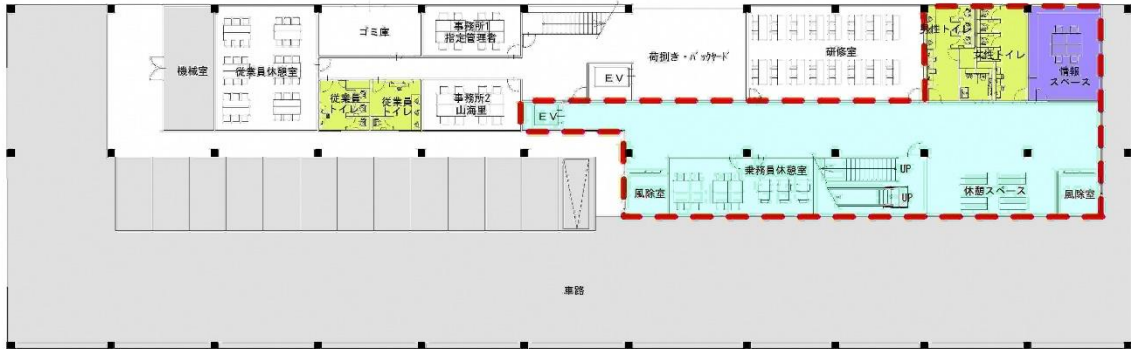 ゴミ庫
事務所1
指定管理者
機械室
従業員休憩室
荷捌き・バックヤード
研修室
男性トイレ
女性トイレ
情報
スペース
EV
従業員
トイレ
従業員
トイレ
事務所2
山海里
EV
乗務員休憩室
UP
風除室
UP
休憩スペース
風除室
車路